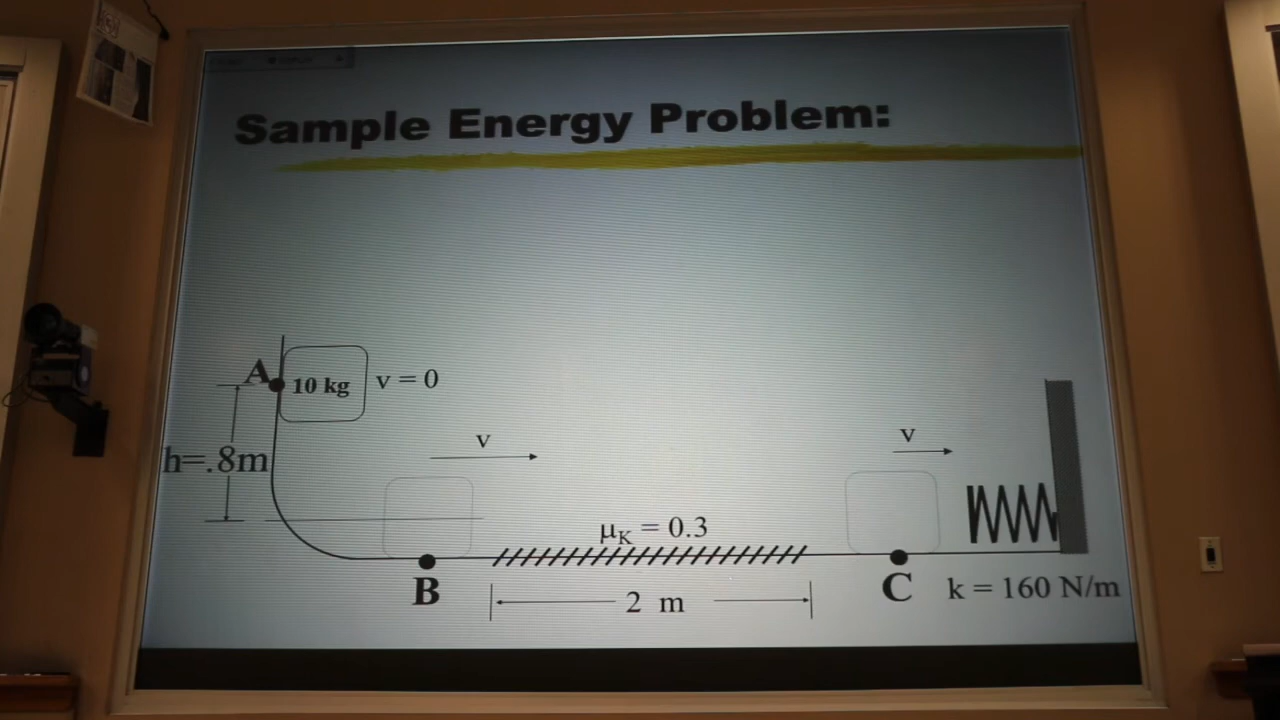 Sample Energy Problem:
A
10 kg
v = 0
h=.8m
v
v
μK = 0.3
B
2 m
C
k = 160 N/m